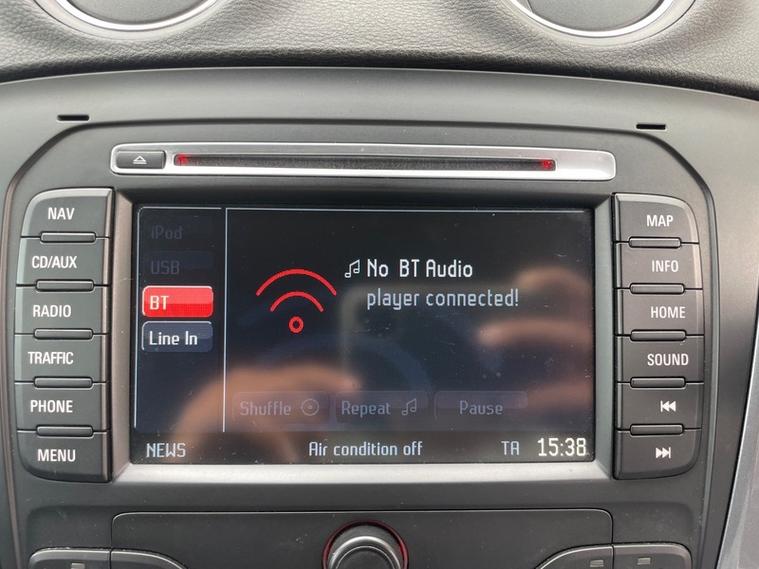 NAV
CD/AUX
RADIO
TRAFFIC
PHONE
MENU
iPod
USB
BT
Line In
No BT Audio
player connected!
Shuffle
Repeat
Pause
NEWS
Air condition off
TA
15:38
MAP
INFO
HOME
SOUND